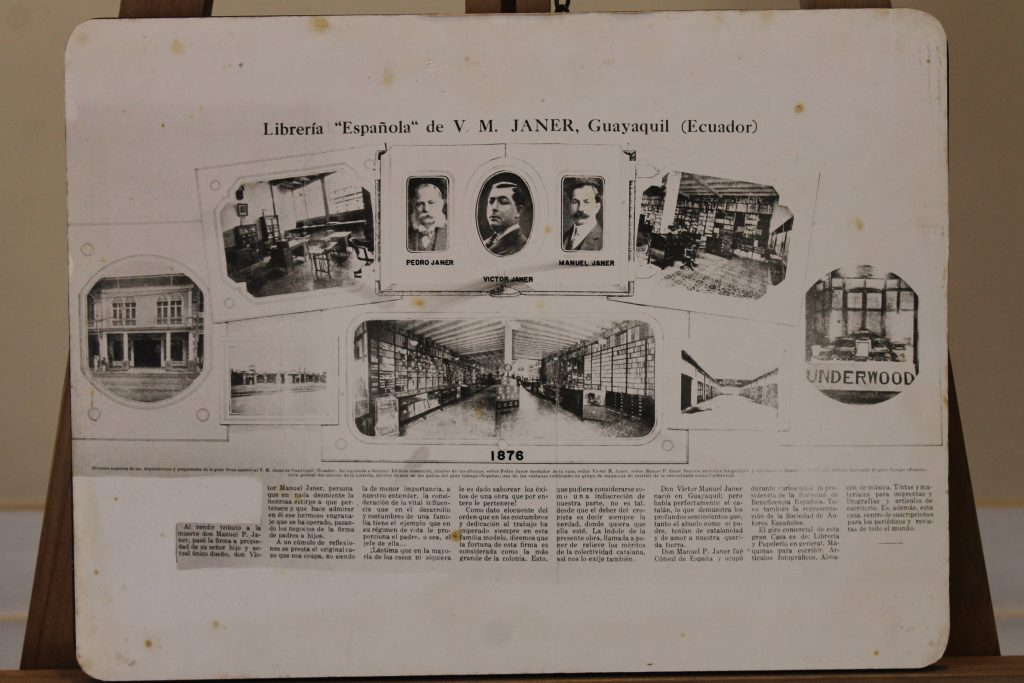 Librería "Española" de V. M. JANER, Guayaquil (Ecuador)
PEDRO JANER
VICTOR JANER
MANUEL JANER
UNDERWOOD
1876
Al rendir tributo a la
muerte don Manuel P. Ja-
ner, pasó la firma a propie-
dad de su señor hijo y ac-
tual único dueño, don Víc-
tor Manuel Janer, persona
que en nada desmiente la
honrosa estirpe a que per-
tenece y que hace admirar
en él ese hermoso engrana-
je que se ha operado, pasan-
do los negocios de la firma
de padres a hijos.
A un cúmulo de reflexio-
nes se presta el original ca-
so que nos ocupa, no siendo
la de menor importancia, a
nuestro entender, la consi-
deración de la vital influen-
cia que en el desarrollo
y costumbres de una fami-
lia tiene el ejemplo que en
su régimen de vida le pro-
porciona el padre, o sea, el
jefe de ella...
¡Lástima que en la mayo-
ría de los casos ni siquiera
le es dado saborear los éxi-
tos de una obra que por en-
tero le pertenece!
Como dato elocuente del
orden que en las costumbres
y dedicación al trabajo ha
imperado siempre en esta
familia modelo, diremos que
la fortuna de esta firma es
considerada como la más
grande de la colonia. Esto,
que pudiera considerarse co-
mo una indiscreción de
nuestra parte, no es tal,
desde que el deber del cro-
nista es decir siempre la
verdad, donde quiera que
ella esté. La índole de la
presente obra, llamada a po-
ner de relieve los méritos
de la colectividad catalana,
así nos lo exije también.
Don Víctor Manuel Janer
nació en Guayaquil; pero
habla perfectamente el ca-
talán, lo que demuestra los
profundos sentimientos que,
tanto el abuelo como el pa-
dre, tenían de catalanidad
y de amor a nuestra queri-
da tierra.
Don Manuel P. Janer fué
Cónsul de España y ocupó
durante varios años la pre-
sidencia de la Sociedad de
Beneficencia Española. Tu-
vo también la representa-
ción de la Sociedad de Au-
tores Españoles.
El giro comercial de esta
gran Casa es de: Librería
y Papelería en general. Má-
quinas para escribir. Ar-
tículos fotográficos, Alma-
cén de música. Tintas y ma-
teriales para imprentas y
litografías y artículos de
escritorio. Es, además, esta
casa, centro de suscripciones
para los periódicos y revis-
tas de todo el mundo.